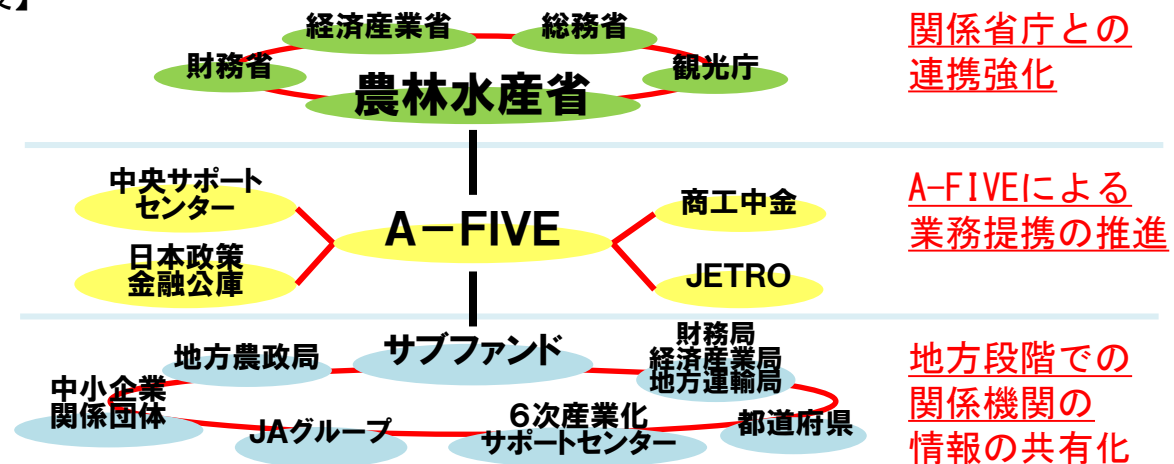 経済産業省
総務省
財務省
観光庁
農林水産省
関係省庁との
連携強化
中央サポート
センター
日本政策
金融公庫
A－FIVE
商工中金
JETRO
A-FIVEによる
業務提携の推進
地方農政局
サブファンド
財務局
経済産業局
地方運輸局
中小企業
関係団体
JAグループ
６次産業化
サポートセンター
都道府県
地方段階での
関係機関の
情報の共有化